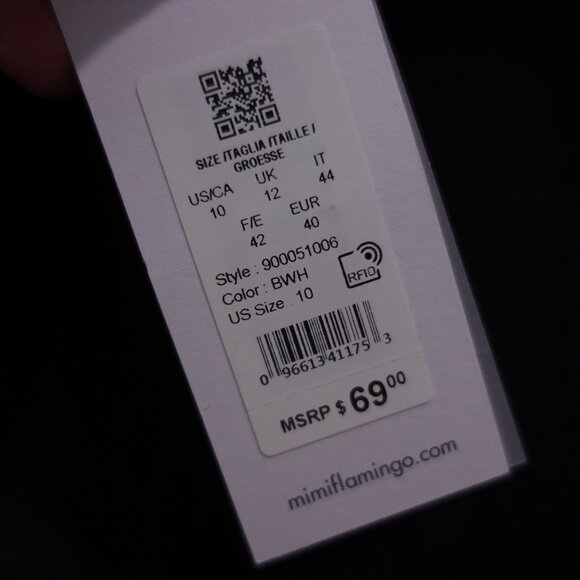 SIZE /TAGLIA /TAILLE /
GROESSE
US/CA UK IT
10 12 44
F/E EUR
42 40
Style : 900051006
Color : BWH
US Size : 10
RFID
0 96613 41175 3
MSRP $ 69.00
mimiflamingo.com